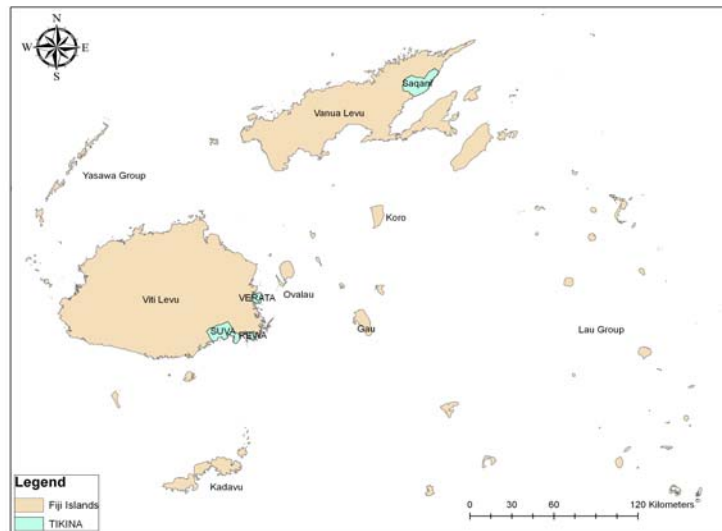 N
W E
S
Saqani
Vanua Levu
Yasawa Group
Koro
Viti Levu
VERATA
Ovalau
SUVA
REWA
Gau
Lau Group
Kadavu
Legend
Fiji Islands
TIKINA
0 30 60 120 Kilometers